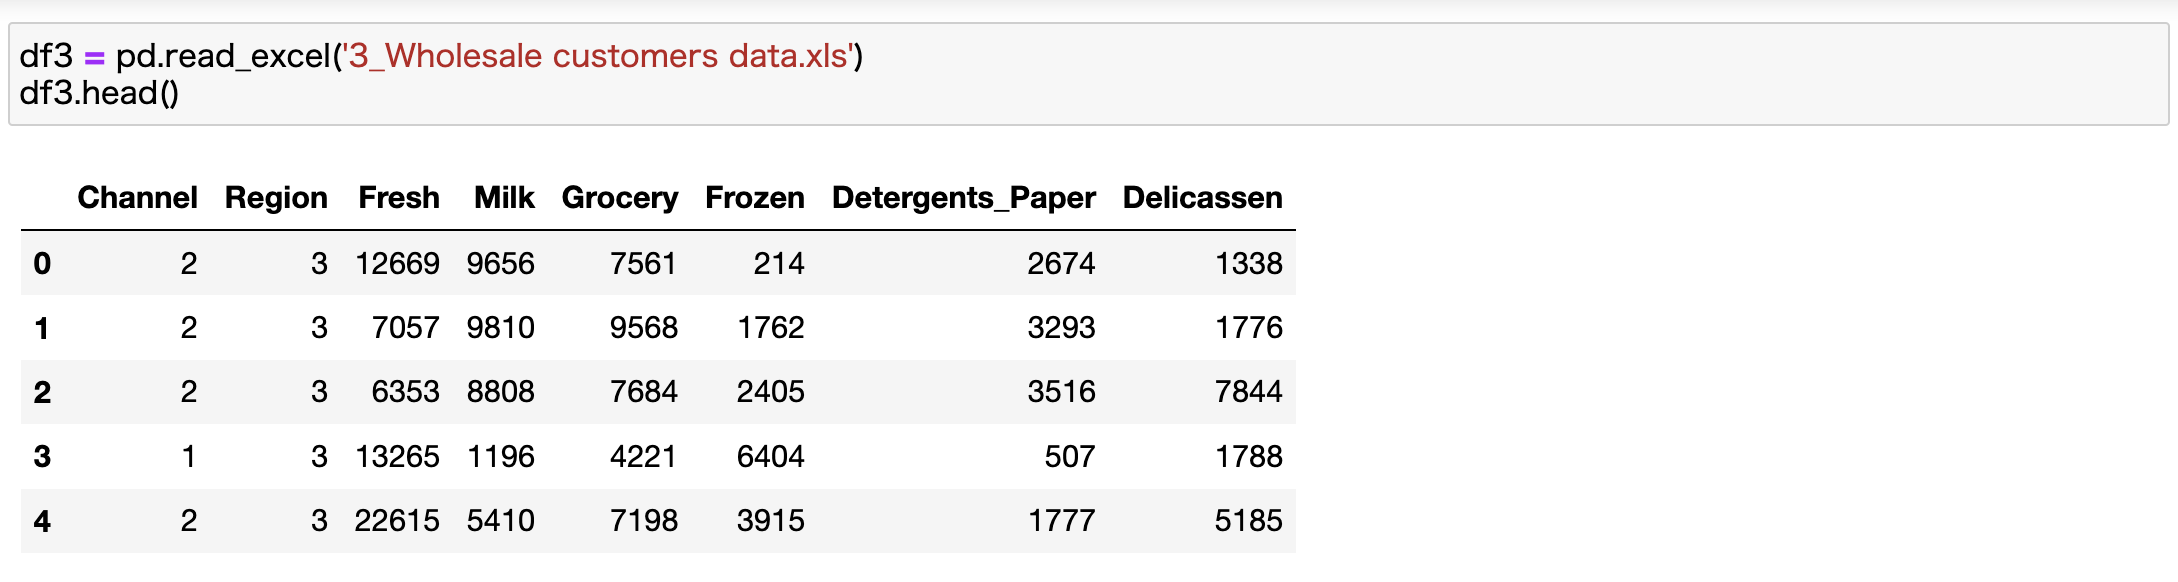 df3 = pd.read_excel('3_Wholesale customers data.xls')
df3.head()
Channel Region Fresh Milk Grocery Frozen Detergents_Paper Delicassen
0 2 3 12669 9656 7561 214 2674 1338
1 2 3 7057 9810 9568 1762 3293 1776
2 2 3 6353 8808 7684 2405 3516 7844
3 1 3 13265 1196 4221 6404 507 1788
4 2 3 22615 5410 7198 3915 1777 5185